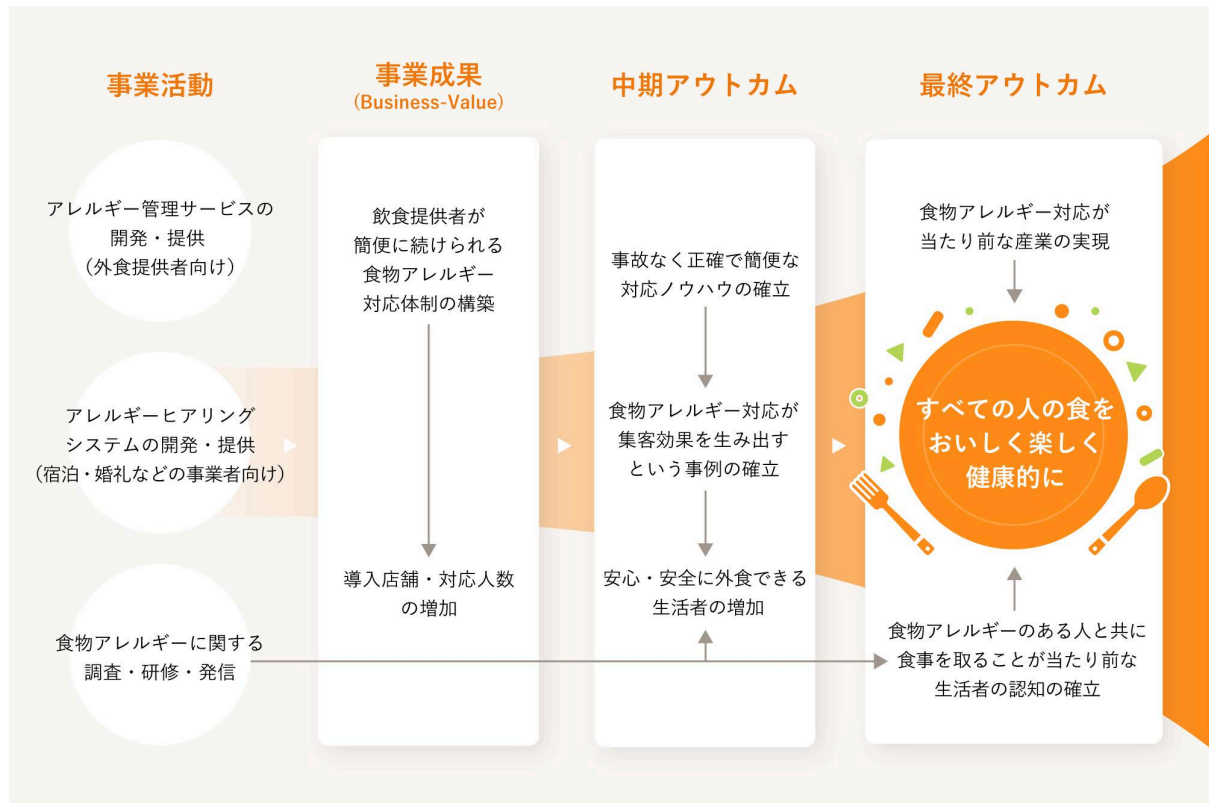 事業活動
アレルギー管理サービスの
開発・提供
（外食提供者向け）
アレルギーヒアリング
システムの開発・提供
（宿泊・婚礼などの事業者向け）
食物アレルギーに関する
調査・研修・発信
事業成果
(Business-Value)
飲食提供者が
簡便に続けられる
食物アレルギー
対応体制の構築
導入店舗・対応人数
の増加
中期アウトカム
事故なく正確で簡便な
対応ノウハウの確立
食物アレルギー対応が
集客効果を生み出す
という事例の確立
安心・安全に外食できる
生活者の増加
最終アウトカム
食物アレルギー対応が
当たり前な産業の実現
すべての人の食を
おいしく楽しく
健康的に
食物アレルギーのある人と共に
食事を取ることが当たり前な
生活者の認知の確立